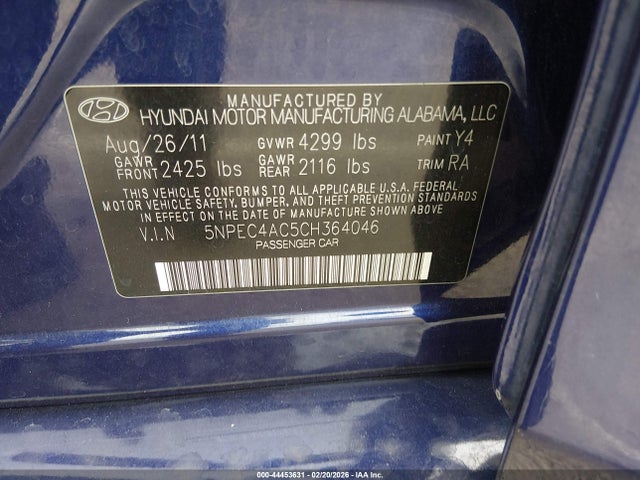 MANUFACTURED BY
HYUNDAI MOTOR MANUFACTURING ALABAMA, LLC
Aug/26/11 GVWR 4299 lbs PAINT Y4
GAWR FRONT 2425 lbs GAWR REAR 2116 lbs TRIM RA
THIS VEHICLE CONFORMS TO ALL APPLICABLE U.S.A. FEDERAL
MOTOR VEHICLE SAFETY, BUMPER, AND THEFT PREVENTION STANDARDS
IN EFFECT ON THE DATE OF MANUFACTURE SHOWN ABOVE
V.I.N 5NPEC4AC5CH364046
PASSENGER CAR
00 -44453631 - 02/20/2026 - COPYRIGHT IAA